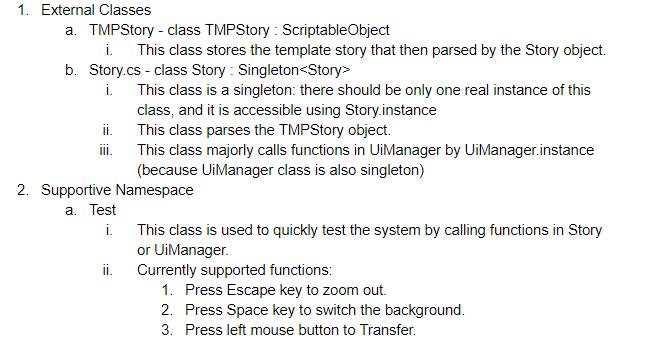 1. External Classes
a. TMPStory - class TMPStory : ScriptableObject
i. This class stores the template story that then parsed by the Story object.
b. Story.cs - class Story : Singleton<Story>
i. This class is a singleton: there should be only one real instance of this
class, and it is accessible using Story.instance
ii. This class parses the TMPStory object.
iii. This class majorly calls functions in UiManager by UiManager.instance
(because UiManager class is also singleton)
2. Supportive Namespace
a. Test
i. This class is used to quickly test the system by calling functions in Story
or UiManager.
ii. Currently supported functions:
1. Press Escape key to zoom out.
2. Press Space key to switch the background.
3. Press left mouse button to Transfer.